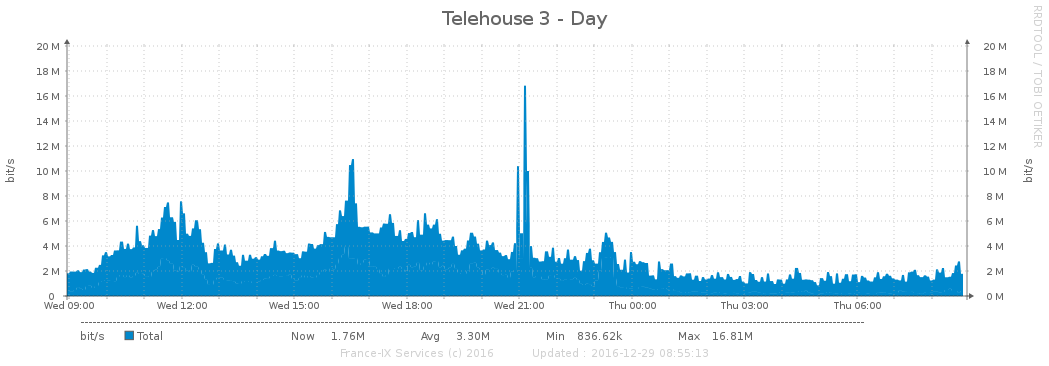 Telehouse 3 - Day
RRDTOOL / TOBI OETIKER
bit/s
bit/s
20 M 20 M
18 M 18 M
16 M 16 M
14 M 14 M
12 M 12 M
10 M 10 M
8 M 8 M
6 M 6 M
4 M 4 M
2 M 2 M
0 0 M
Wed 09:00 Wed 12:00 Wed 15:00 Wed 18:00 Wed 21:00 Thu 00:00 Thu 03:00 Thu 06:00
bit/s Total Now 1.76M Avg 3.30M Min 836.62k Max 16.81M
France-IX Services (c) 2016 Updated : 2016-12-29 08:55:13